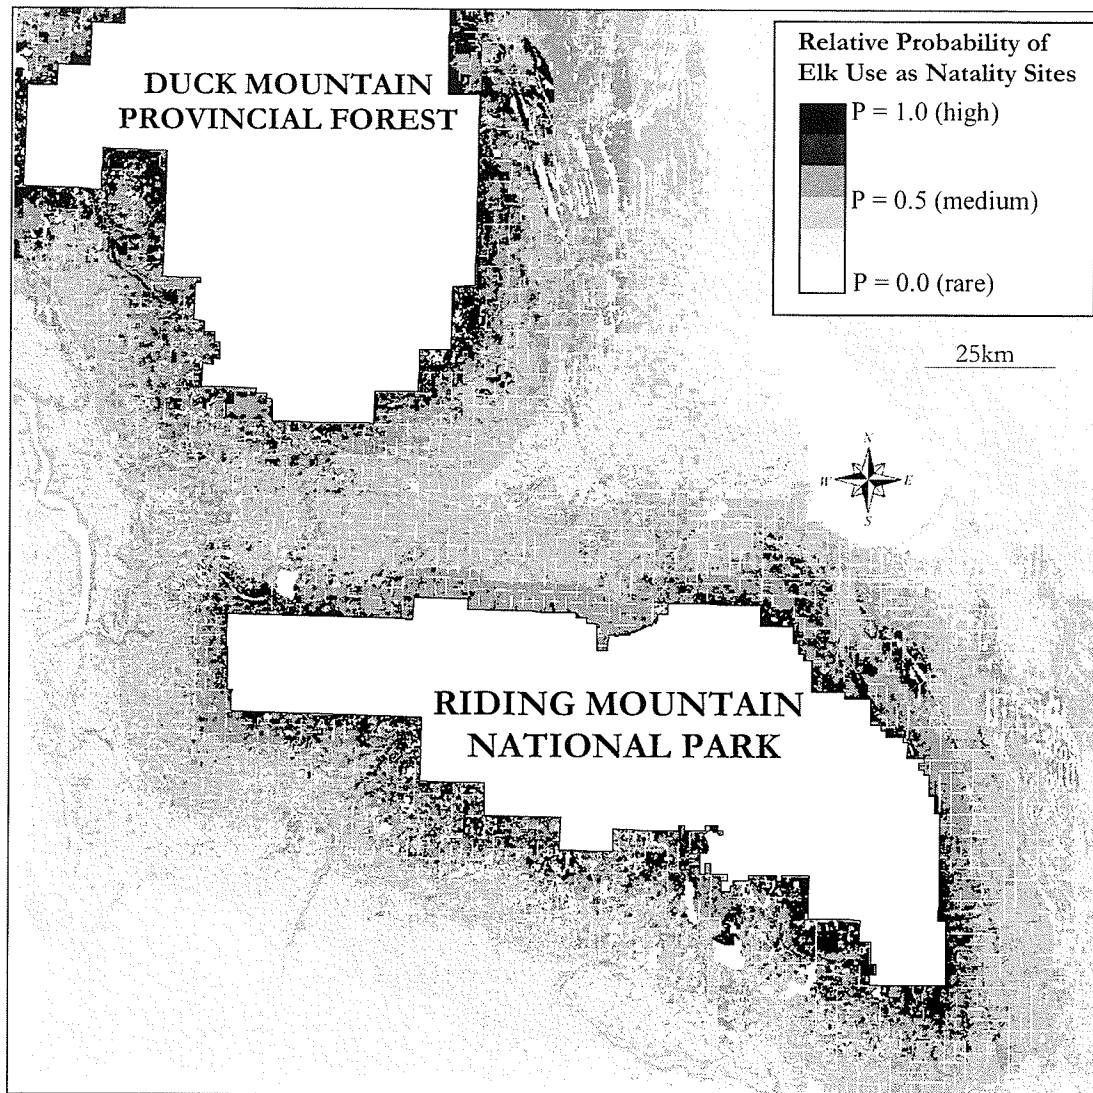 DUCK MOUNTAIN
PROVINCIAL FOREST
Relative Probability of
Elk Use as Natality Sites
P = 1.0 (high)
P = 0.5 (medium)
P = 0.0 (rare)
25km
N
W E
S
RIDING MOUNTAIN
NATIONAL PARK